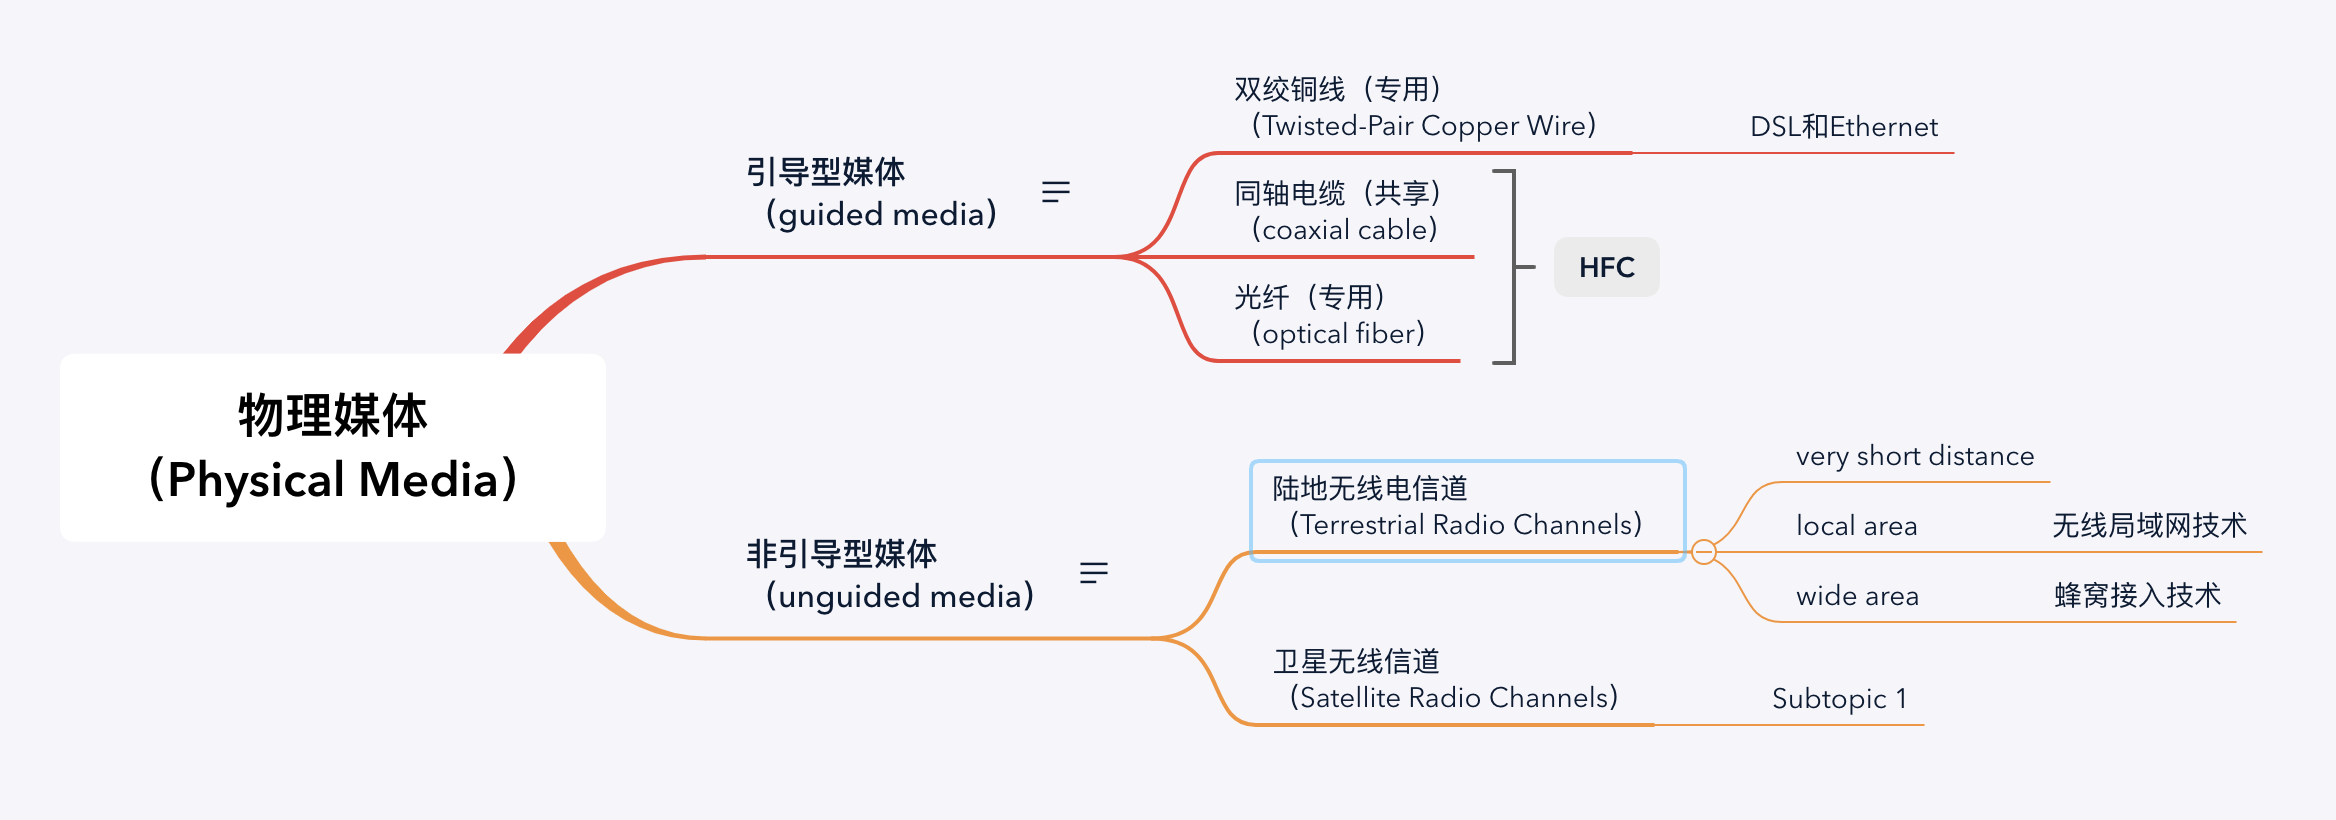 物理媒体
（Physical Media）
引导型媒体
（guided media）
双绞铜线（专用）
（Twisted-Pair Copper Wire）
DSL和Ethernet
同轴电缆（共享）
（coaxial cable）
光纤（专用）
（optical fiber）
HFC
非引导型媒体
（unguided media）
陆地无线电信道
（Terrestrial Radio Channels）
very short distance
local area
无线局域网技术
wide area
蜂窝接入技术
卫星无线信道
（Satellite Radio Channels）
Subtopic 1